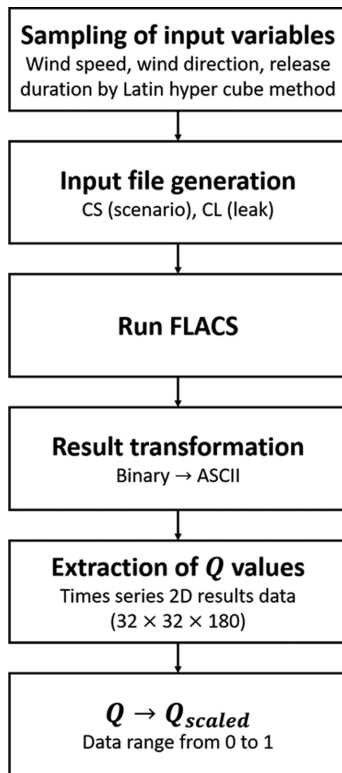 Sampling of input variables
Wind speed, wind direction, release
duration by Latin hyper cube method
Input file generation
CS (scenario), CL (leak)
Run FLACS
Result transformation
Binary → ASCII
Extraction of Q values
Times series 2D results data
(32 × 32 × 180)
Q → Qscaled
Data range from 0 to 1